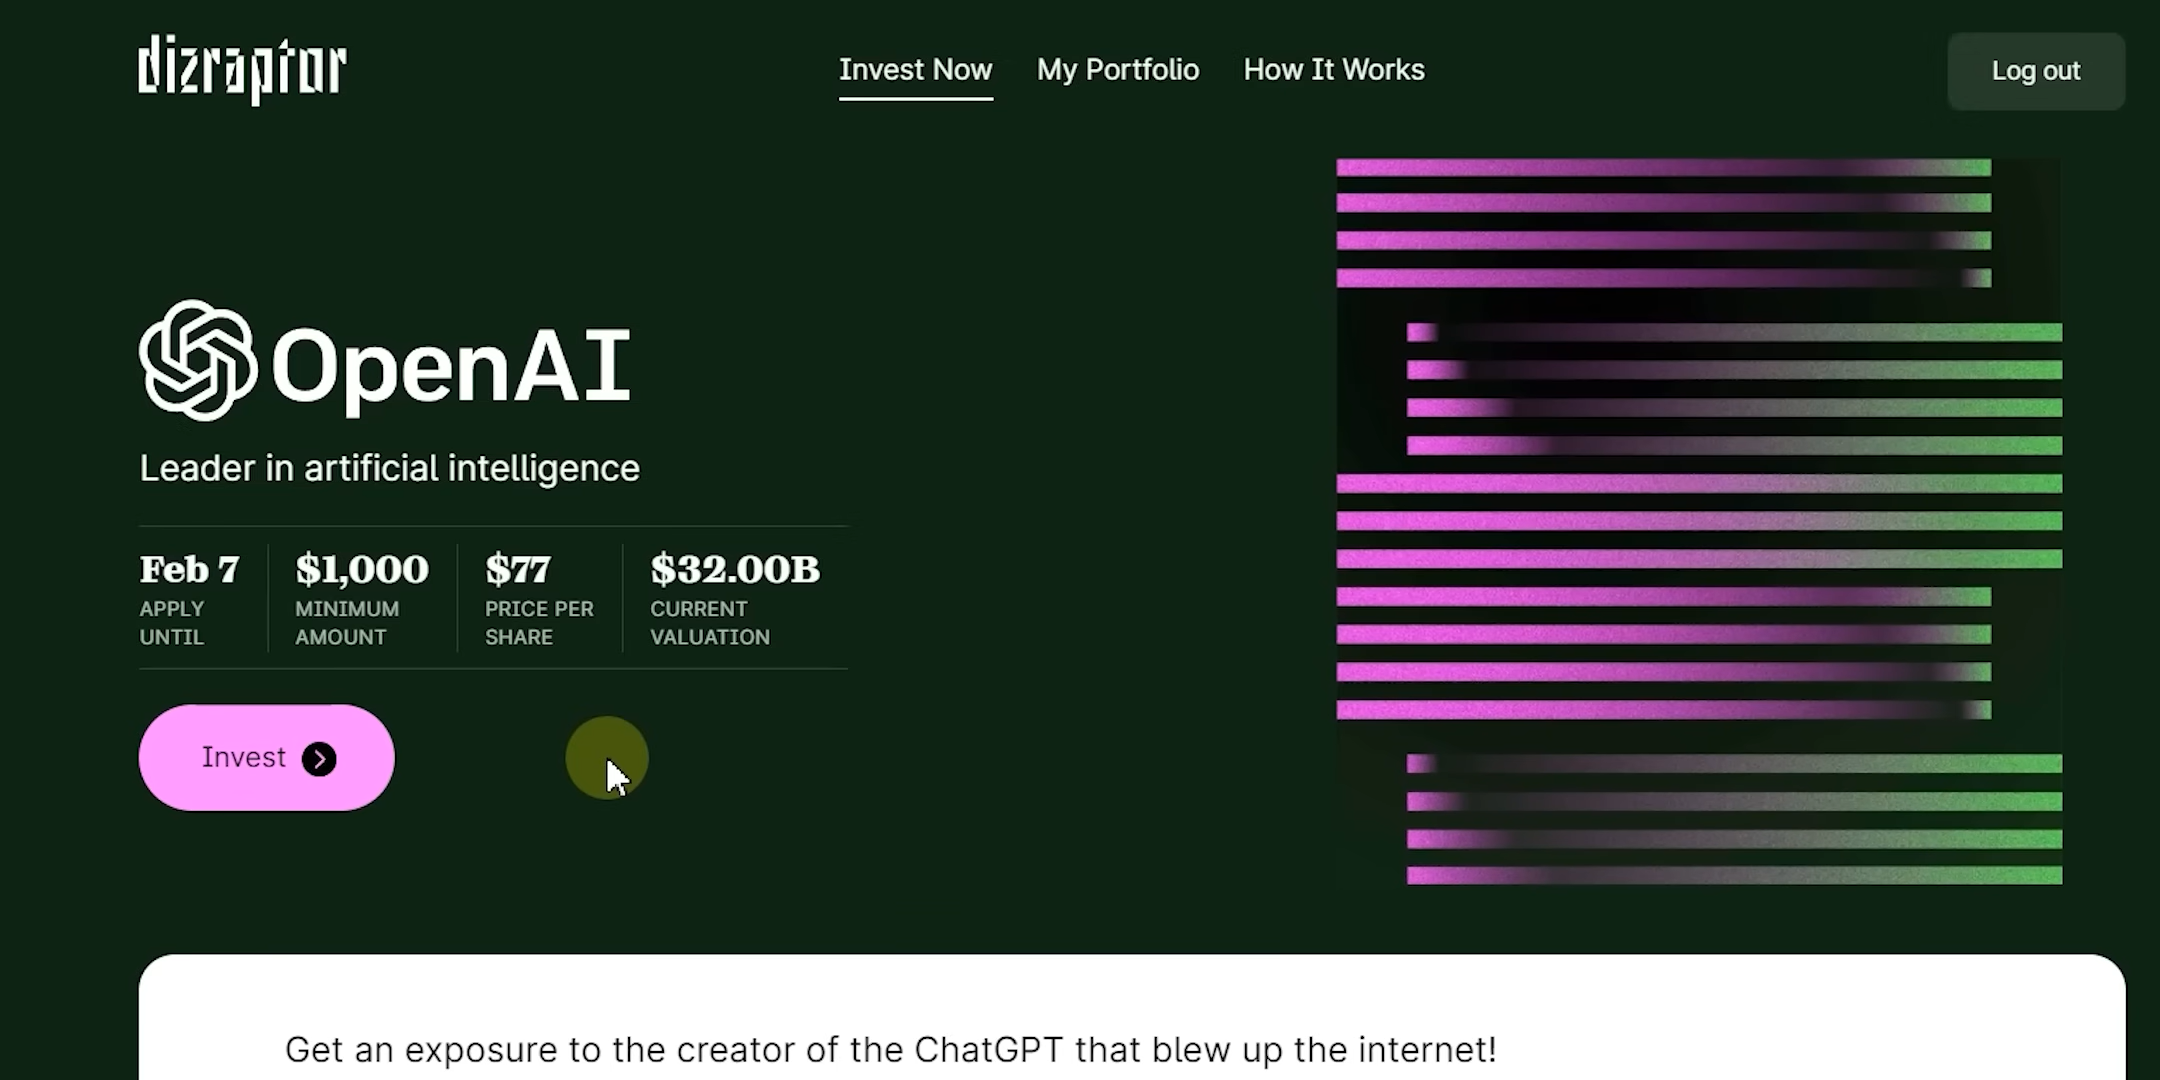 dizraptor
Invest Now
My Portfolio
How It Works
Log out
OpenAI
Leader in artificial intelligence
Feb 7
APPLY
UNTIL
$1,000
MINIMUM
AMOUNT
$77
PRICE PER
SHARE
$32.00B
CURRENT
VALUATION
Invest
Get an exposure to the creator of the ChatGPT that blew up the internet!